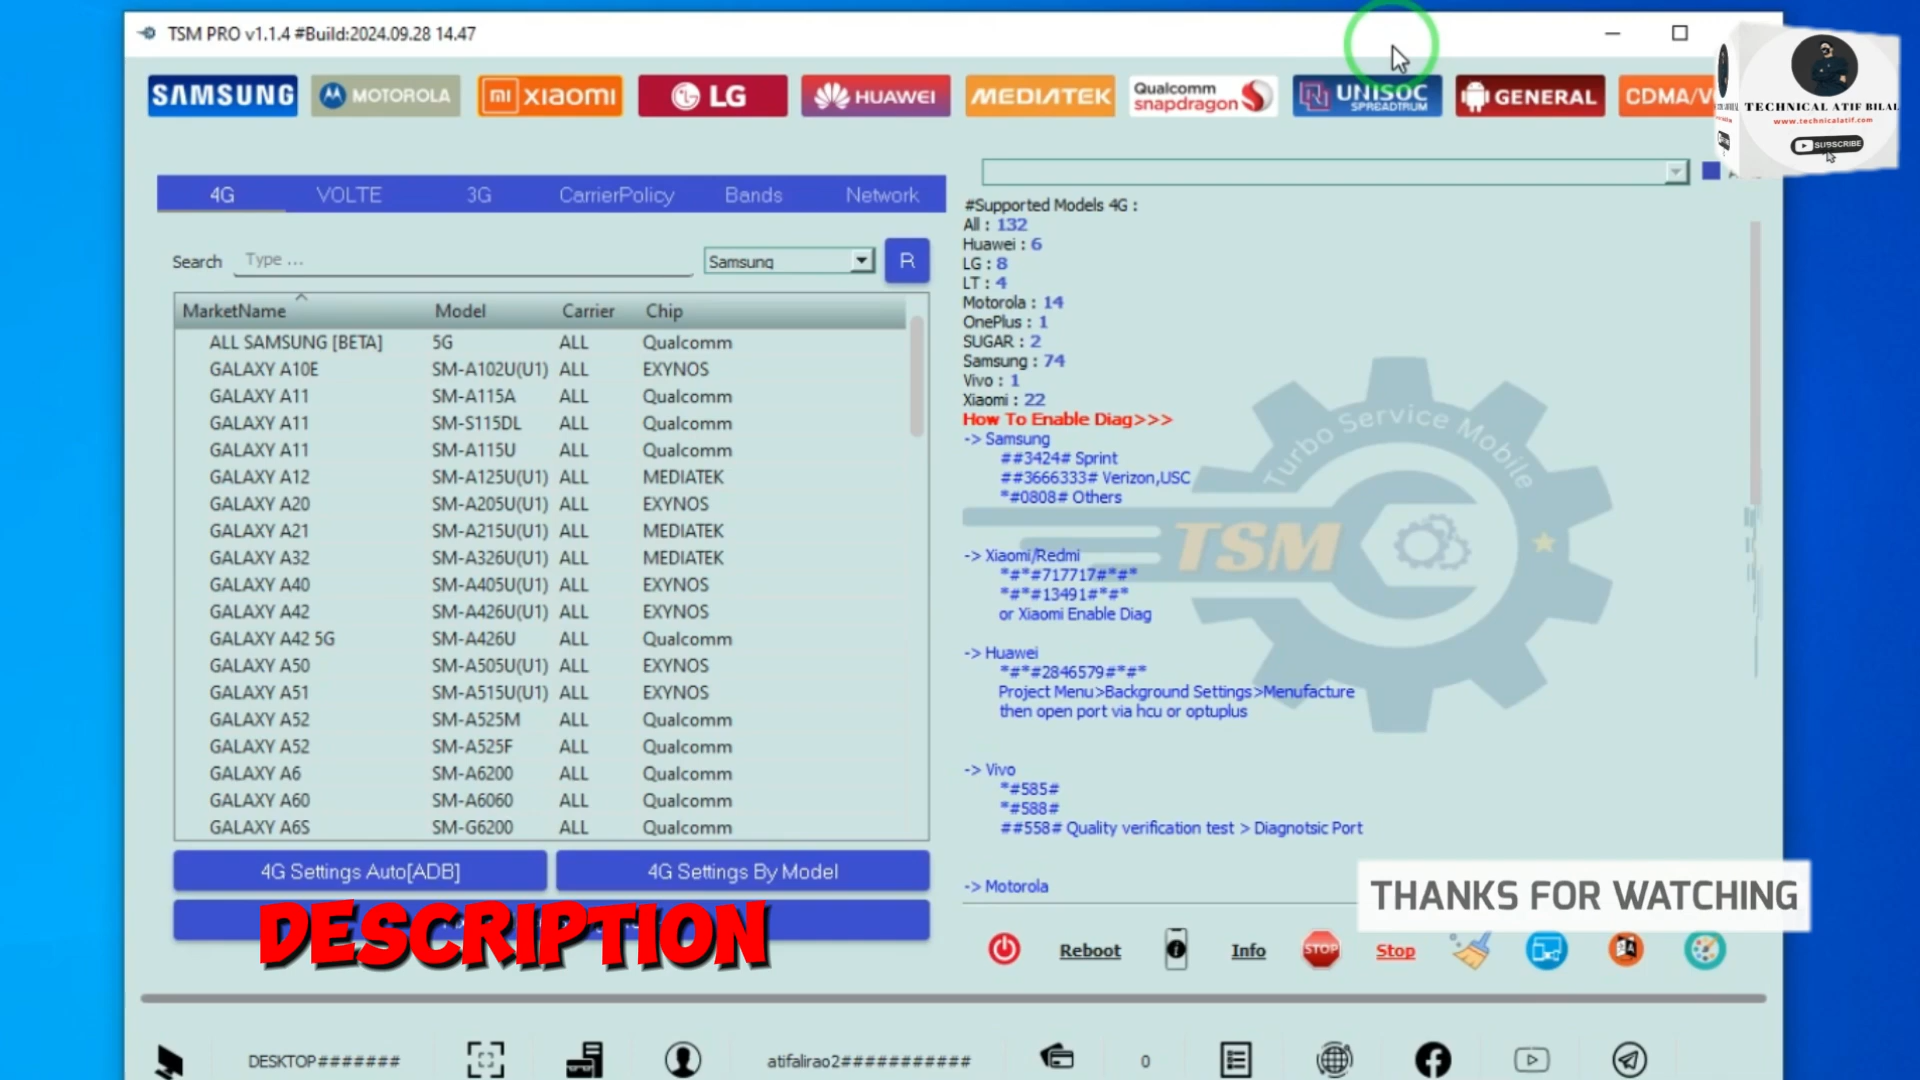 TSM PRO v1.1.4 #Build:2024.09.28 14.47
SAMSUNG MOTOROLA mi xiaomi LG HUAWEI MEDIATEK Qualcomm snapdragon UNISOC SPREADTRUM GENERAL CDMA/V
TECHNICAL ATIF BILAL
www.technicalatif.com
SUBSCRIBE
4G VOLTE 3G CarrierPolicy Bands Network
Search Type ... Samsung R
MarketName Model Carrier Chip
ALL SAMSUNG [BETA] 5G ALL Qualcomm
GALAXY A10E SM-A102U(U1) ALL EXYNOS
GALAXY A11 SM-A115A ALL Qualcomm
GALAXY A11 SM-S115DL ALL Qualcomm
GALAXY A11 SM-A115U ALL Qualcomm
GALAXY A12 SM-A125U(U1) ALL MEDIATEK
GALAXY A20 SM-A205U(U1) ALL EXYNOS
GALAXY A21 SM-A215U(U1) ALL MEDIATEK
GALAXY A32 SM-A326U(U1) ALL MEDIATEK
GALAXY A40 SM-A405U(U1) ALL EXYNOS
GALAXY A42 SM-A426U(U1) ALL EXYNOS
GALAXY A42 5G SM-A426U ALL Qualcomm
GALAXY A50 SM-A505U(U1) ALL EXYNOS
GALAXY A51 SM-A515U(U1) ALL EXYNOS
GALAXY A52 SM-A525M ALL Qualcomm
GALAXY A52 SM-A525F ALL Qualcomm
GALAXY A6 SM-A6200 ALL Qualcomm
GALAXY A60 SM-A6060 ALL Qualcomm
GALAXY A6S SM-G6200 ALL Qualcomm
4G Settings Auto[ADB] 4G Settings By Model
DESCRIPTION
#Supported Models 4G :
All : 132
Huawei : 6
LG : 8
LT : 4
Motorola : 14
OnePlus : 1
SUGAR : 2
Samsung : 74
Vivo : 1
Xiaomi : 22
How To Enable Diag>>>
-> Samsung
##3424# Sprint
##3666333# Verizon,USC
*#0808# Others
-> Xiaomi/Redmi
*#*#717717#*#*
*#*#13491#*#*
or Xiaomi Enable Diag
-> Huawei
*#*#2846579#*#*
Project Menu>Background Settings>Menufacture
then open port via hcu or optuplus
-> Vivo
*#585#
*#588#
##558# Quality verification test > Diagnotsic Port
-> Motorola
Turbo Service Mobile
TSM
THANKS FOR WATCHING
Reboot Info STOP Stop
DESKTOP####### atifalirao2########### 0